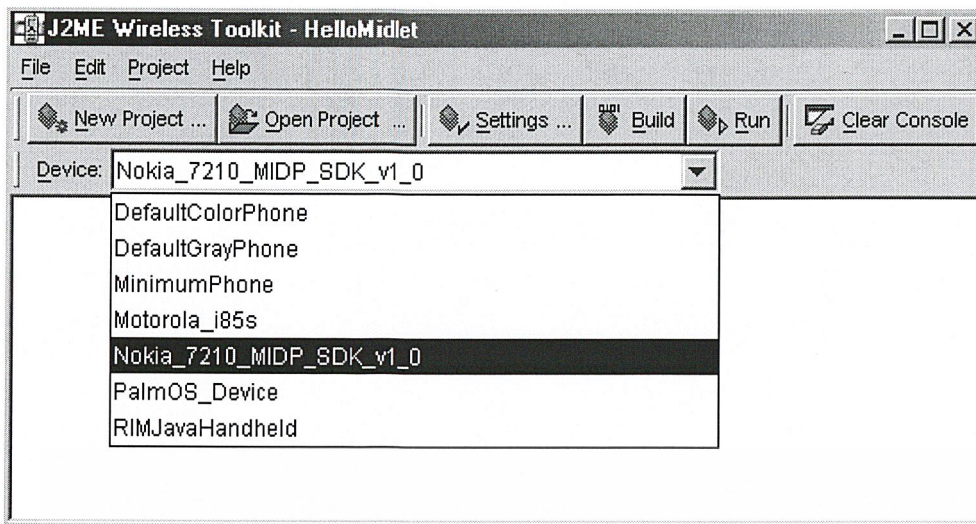 J2ME Wireless Toolkit - HelloMidlet
File Edit Project Help
New Project ... Open Project ... Settings ... Build Run Clear Console
Device: Nokia_7210_MIDP_SDK_v1_0
DefaultColorPhone
DefaultGrayPhone
MinimumPhone
Motorola_i85s
Nokia_7210_MIDP_SDK_v1_0
PalmOS_Device
RIMJavaHandheld